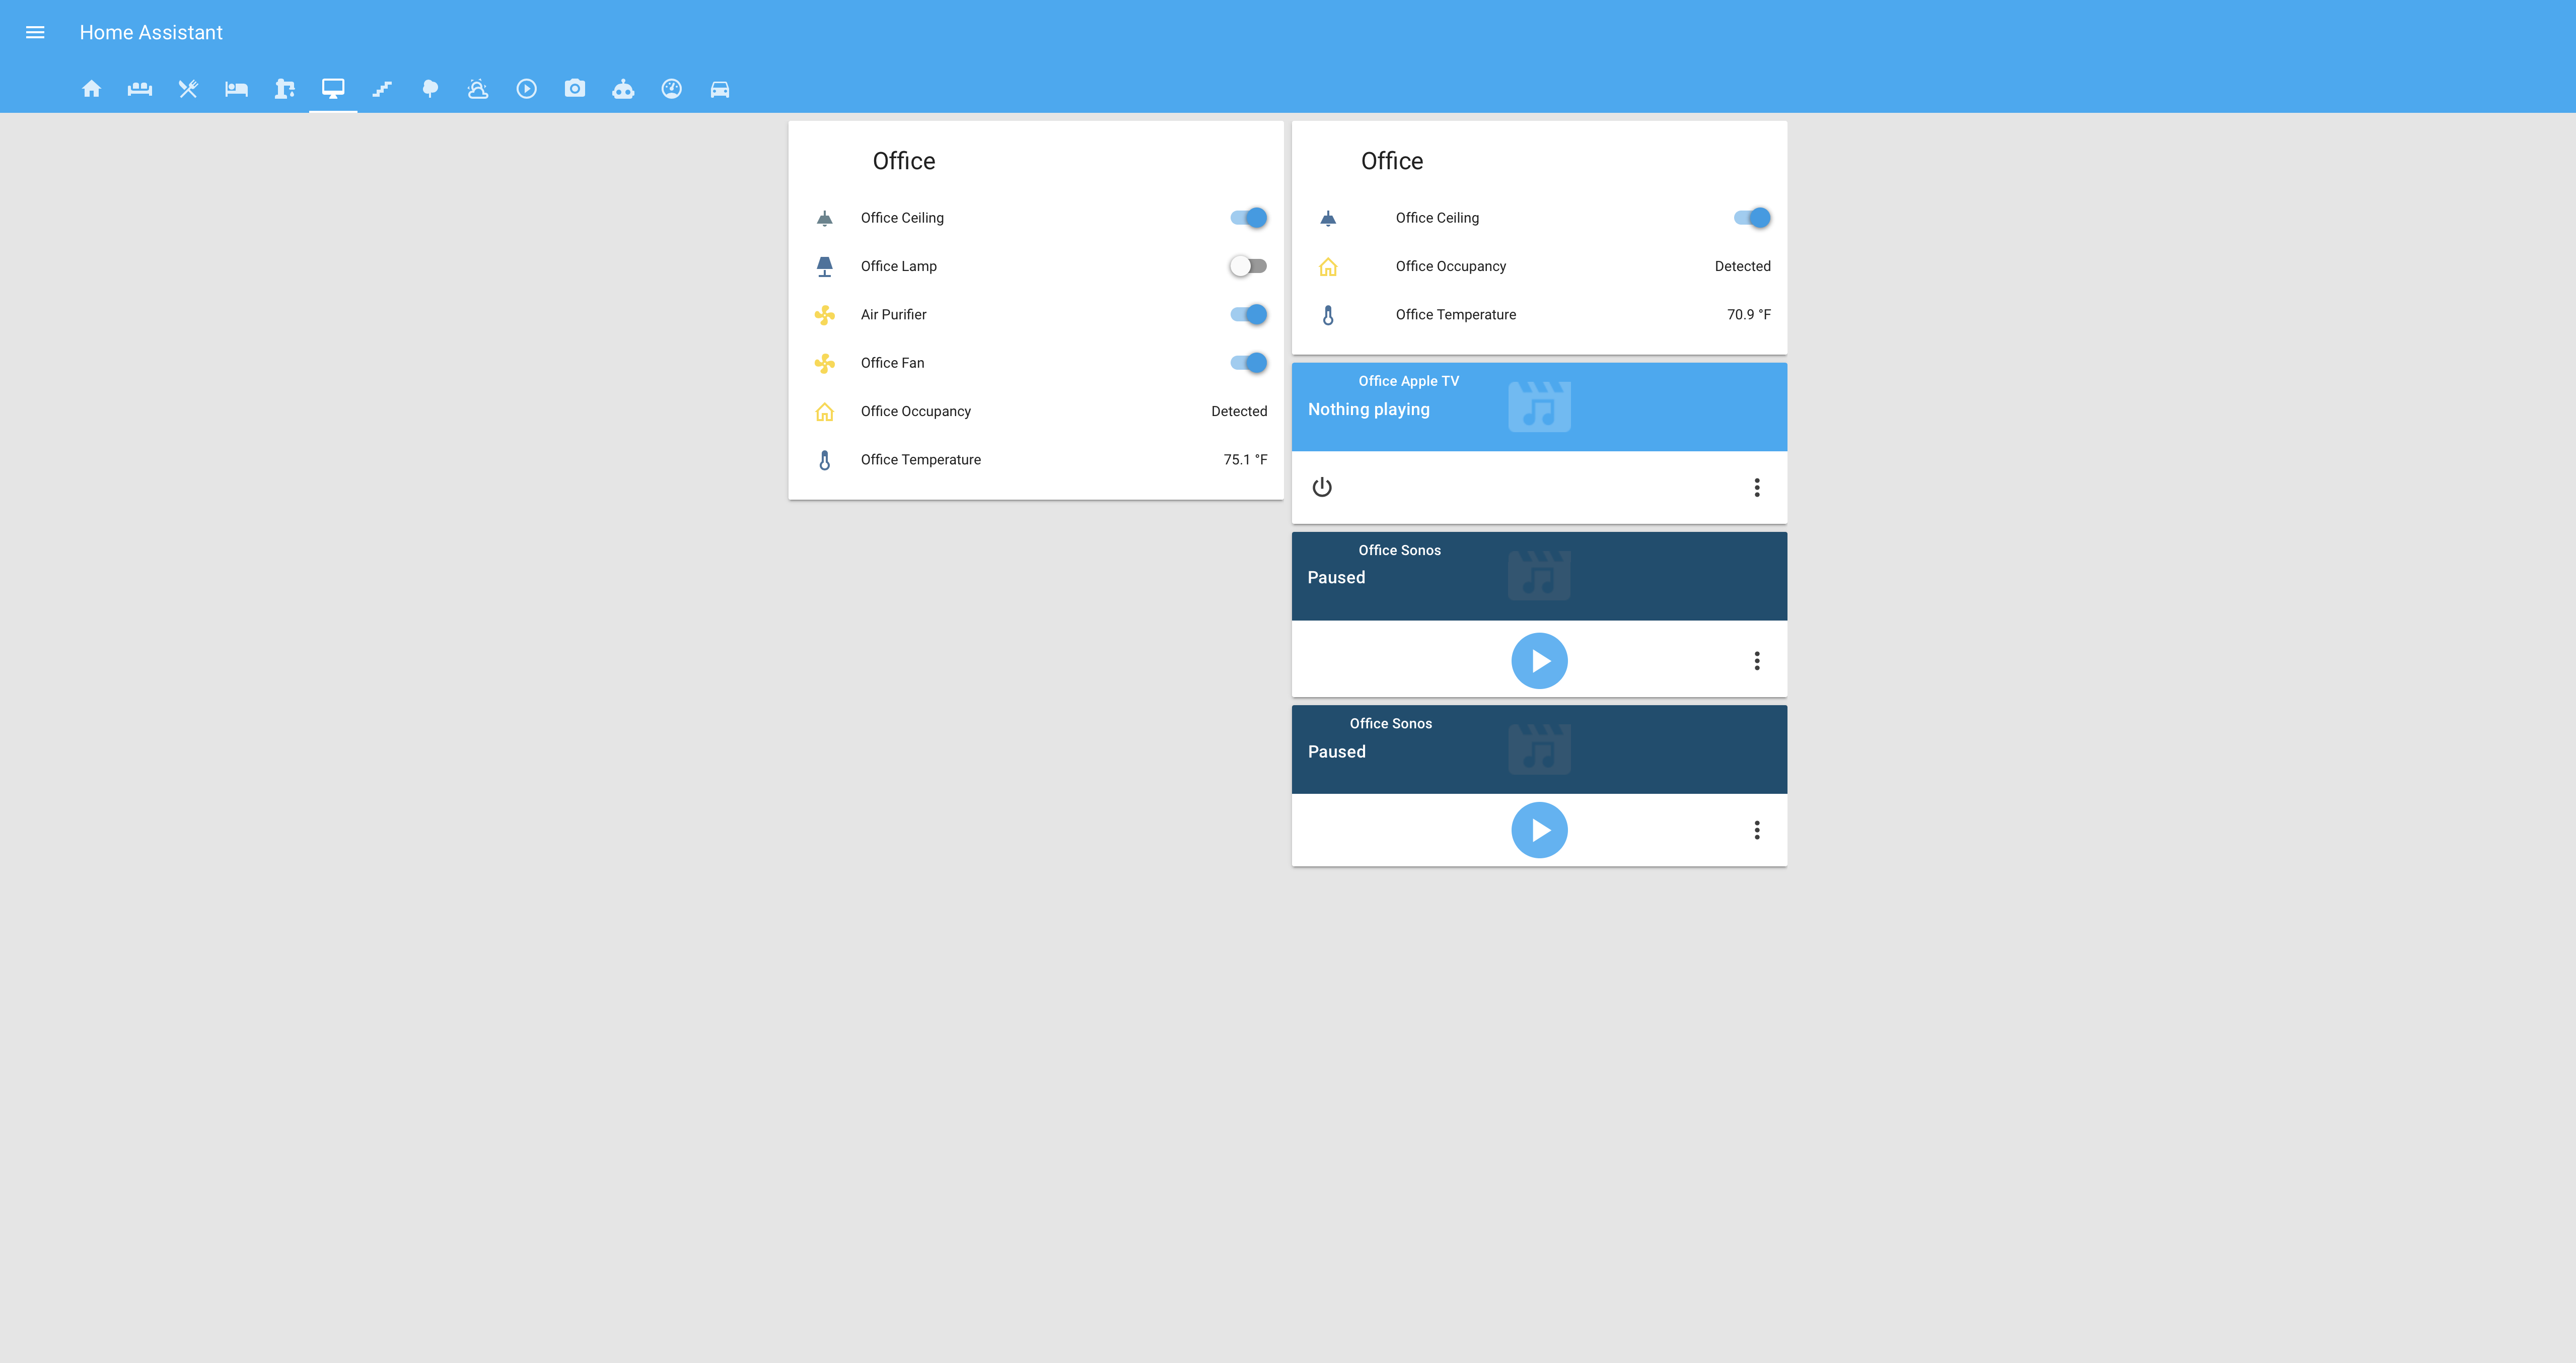 Home Assistant
Office
Office Ceiling
Office Lamp
Air Purifier
Office Fan
Office Occupancy Detected
Office Temperature 75.1 °F
Office
Office Ceiling
Office Occupancy Detected
Office Temperature 70.9 °F
Office Apple TV
Nothing playing
Office Sonos
Paused
Office Sonos
Paused